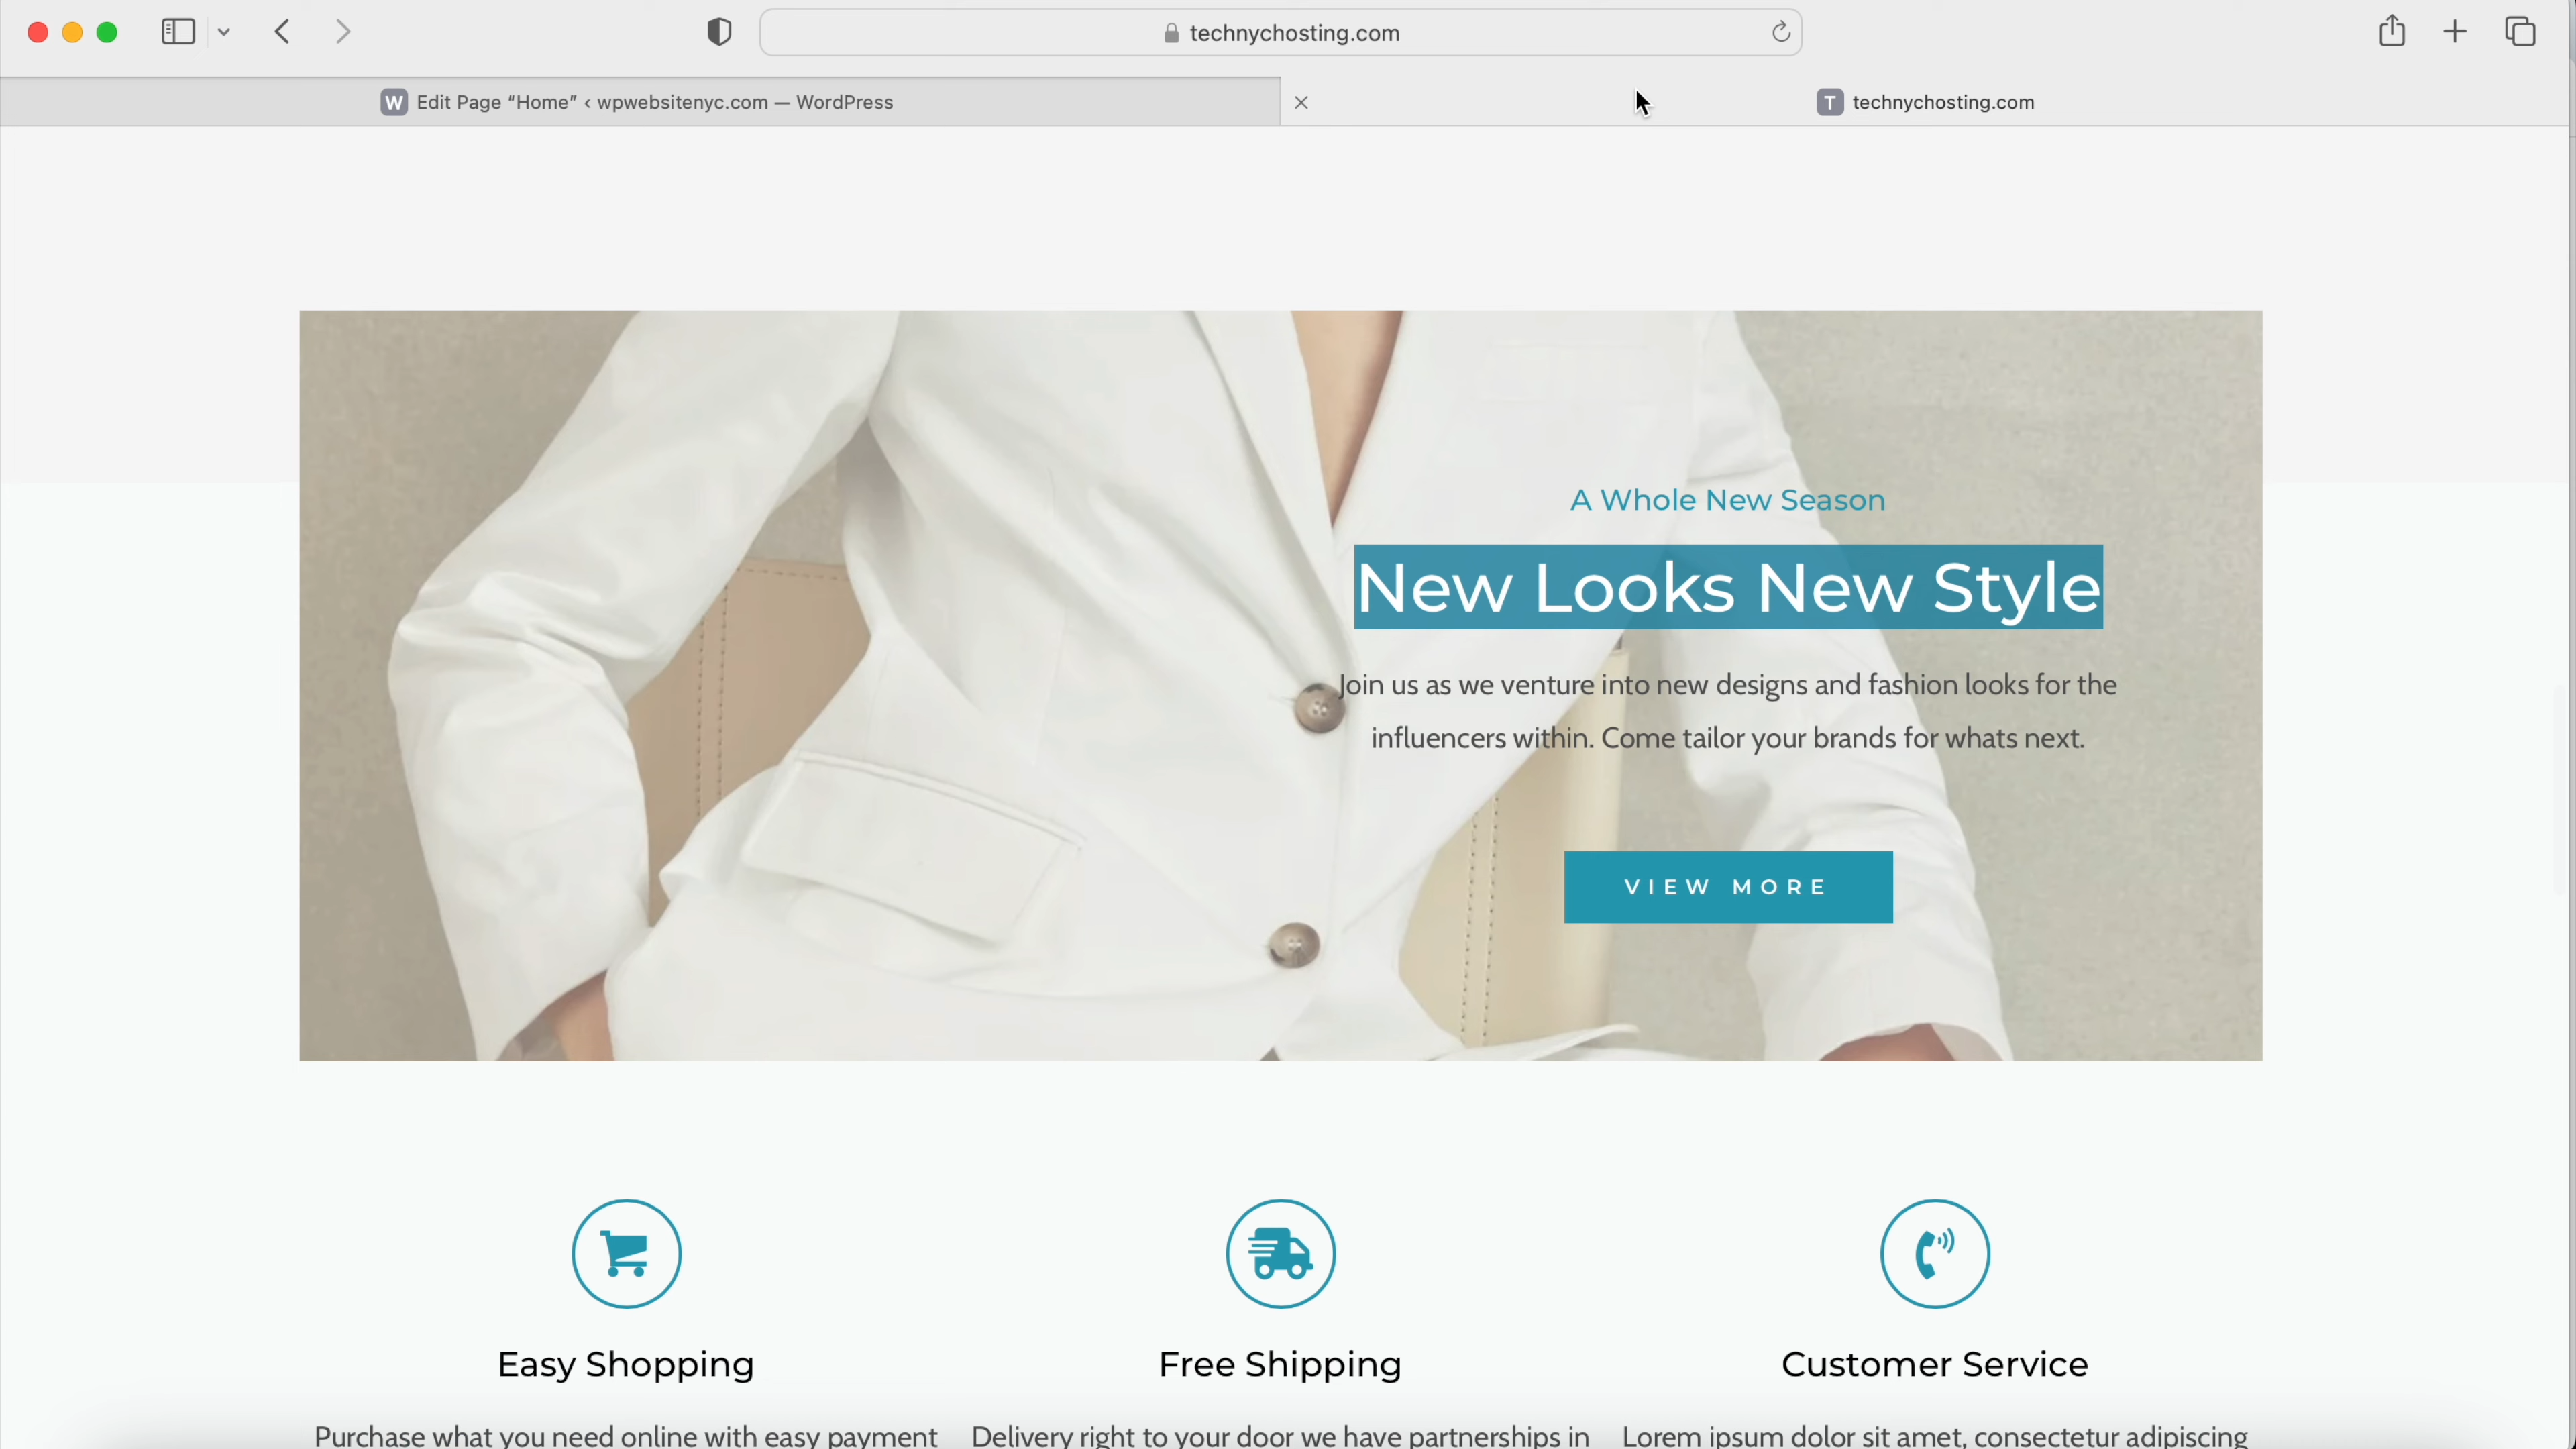 technychosting.com
W Edit Page “Home” ‹ wpwebsitenyc.com — WordPress
T technychosting.com
A Whole New Season
New Looks New Style
Join us as we venture into new designs and fashion looks for the
influencers within. Come tailor your brands for whats next.
VIEW MORE
Easy Shopping
Free Shipping
Customer Service
Purchase what you need online with easy payment
Delivery right to your door we have partnerships in
Lorem ipsum dolor sit amet, consectetur adipiscing